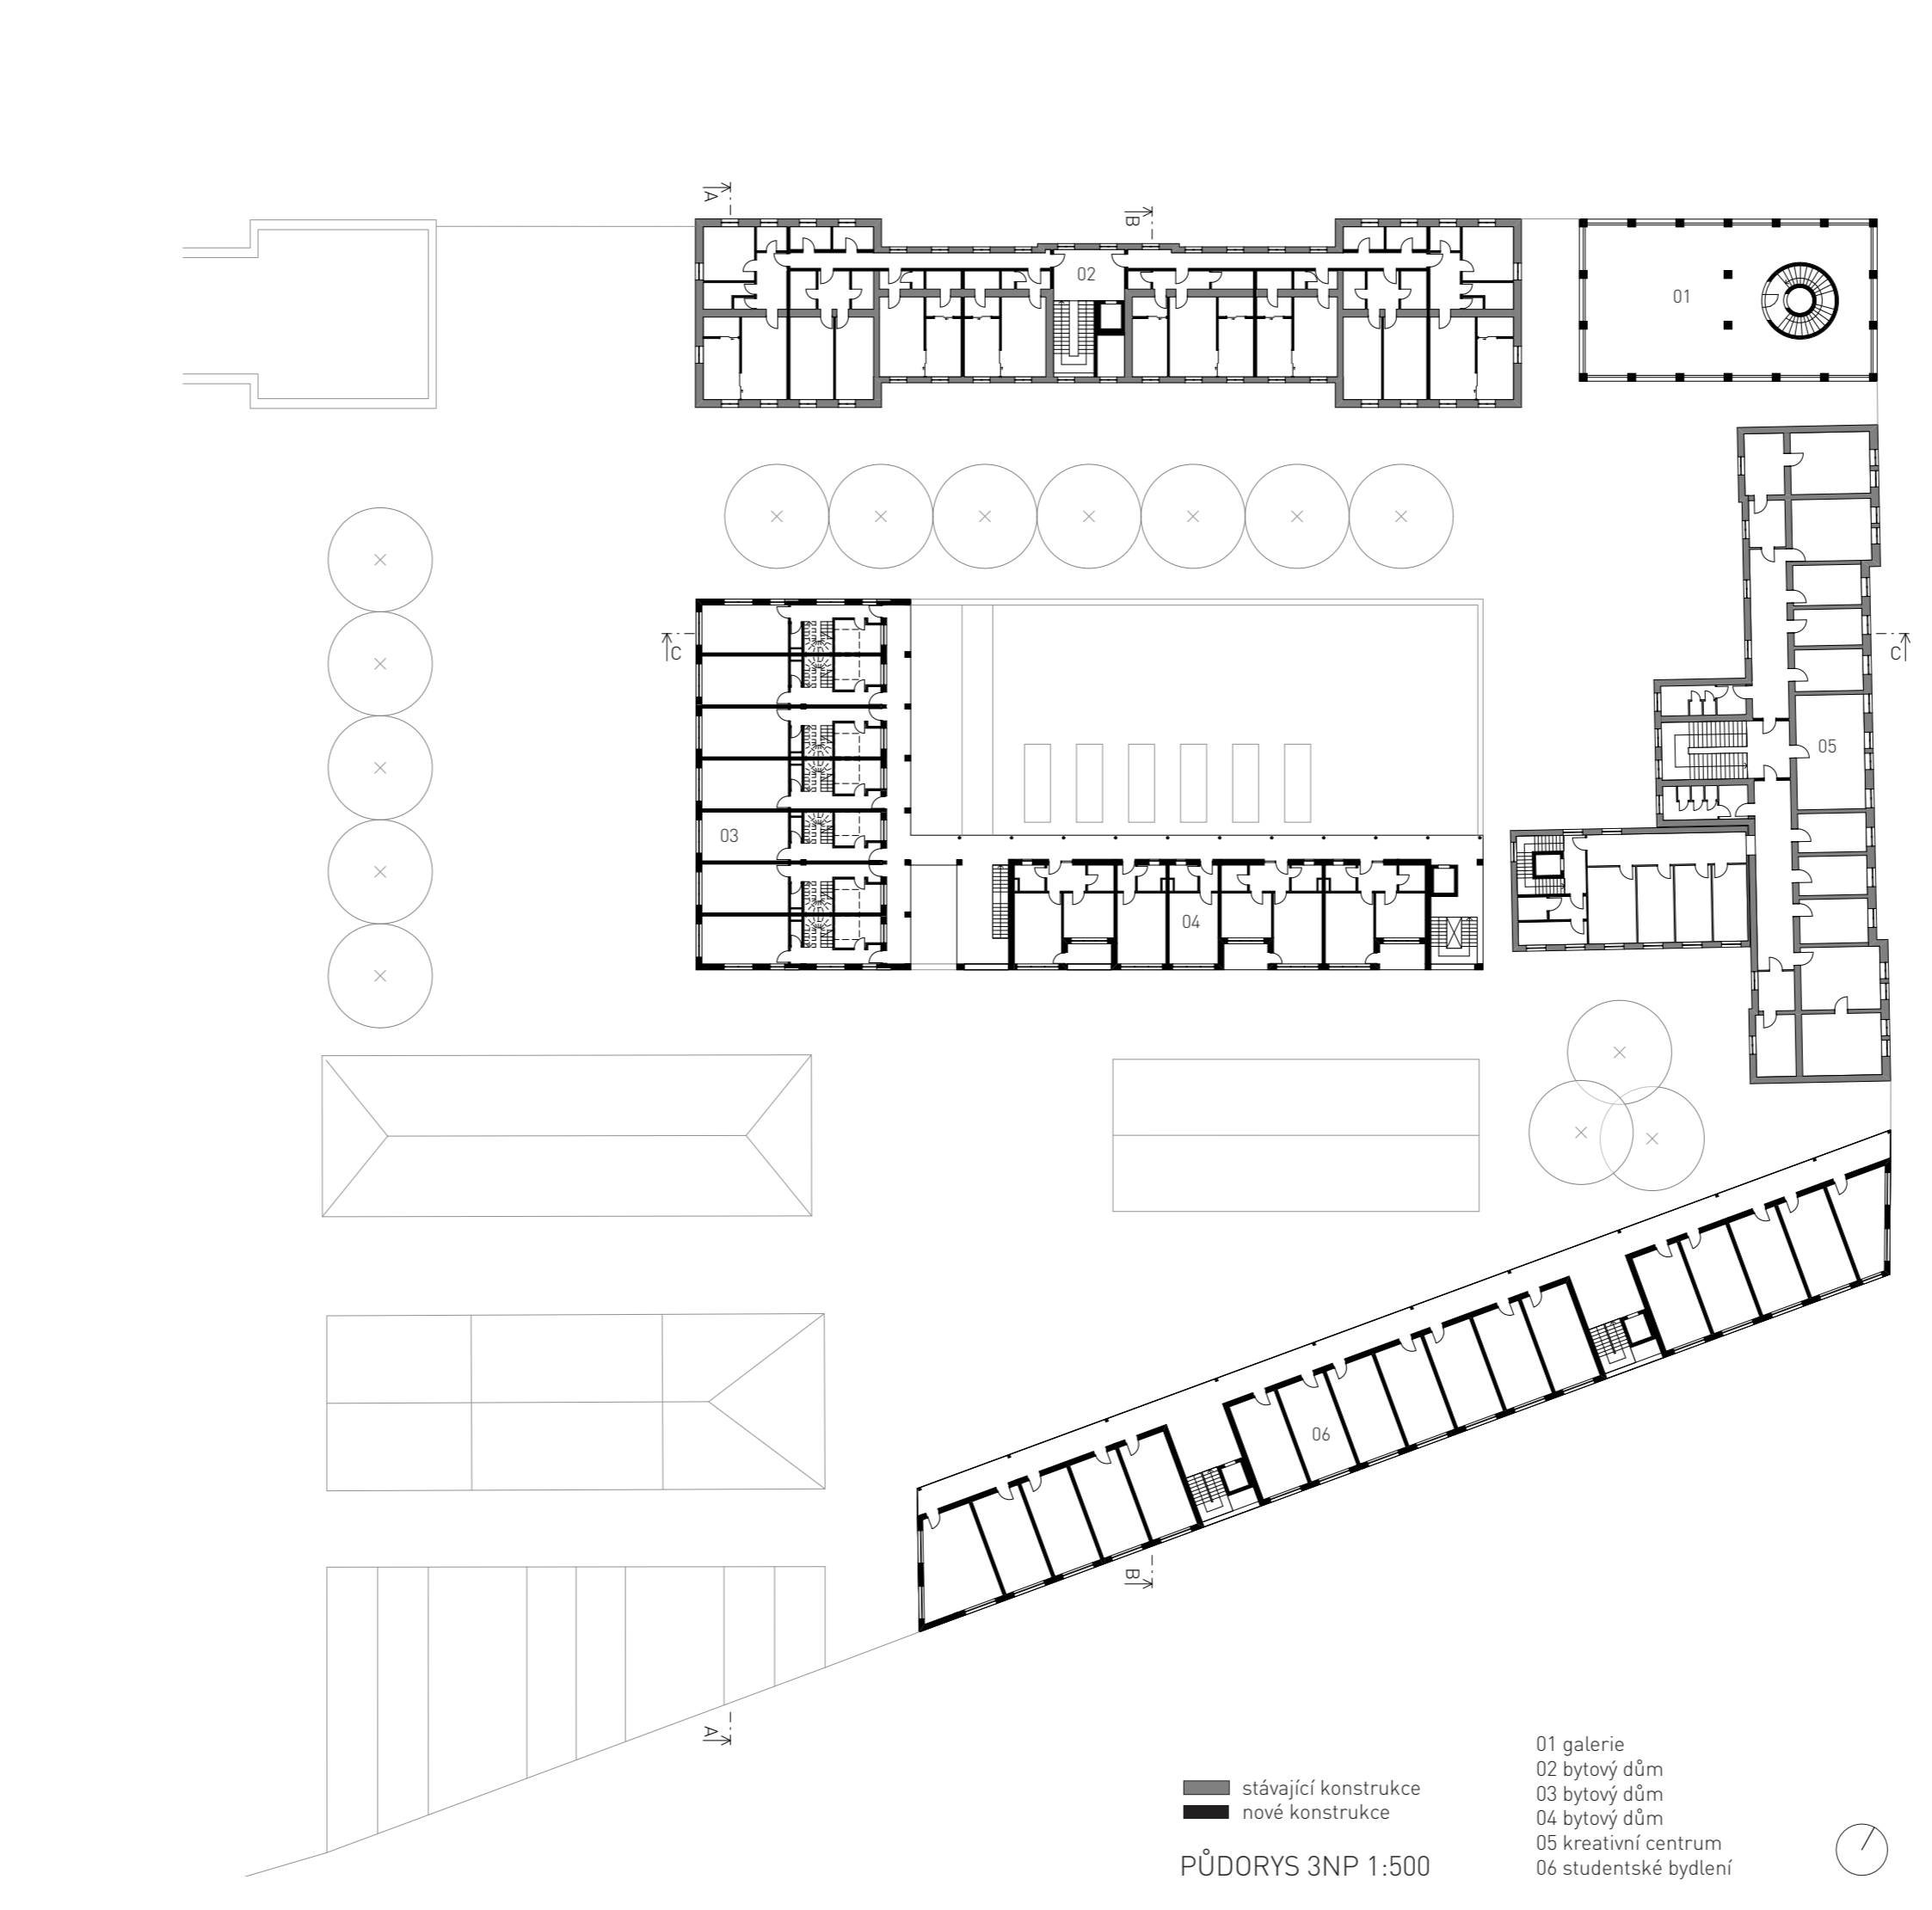 A
B
02
01
C
C
05
03
04
06
B
A
01 galerie
02 bytový dům
stávající konstrukce
03 bytový dům
nové konstrukce
04 bytový dům
05 kreativní centrum
PŮDORYS 3NP 1:500
06 studentské bydlení